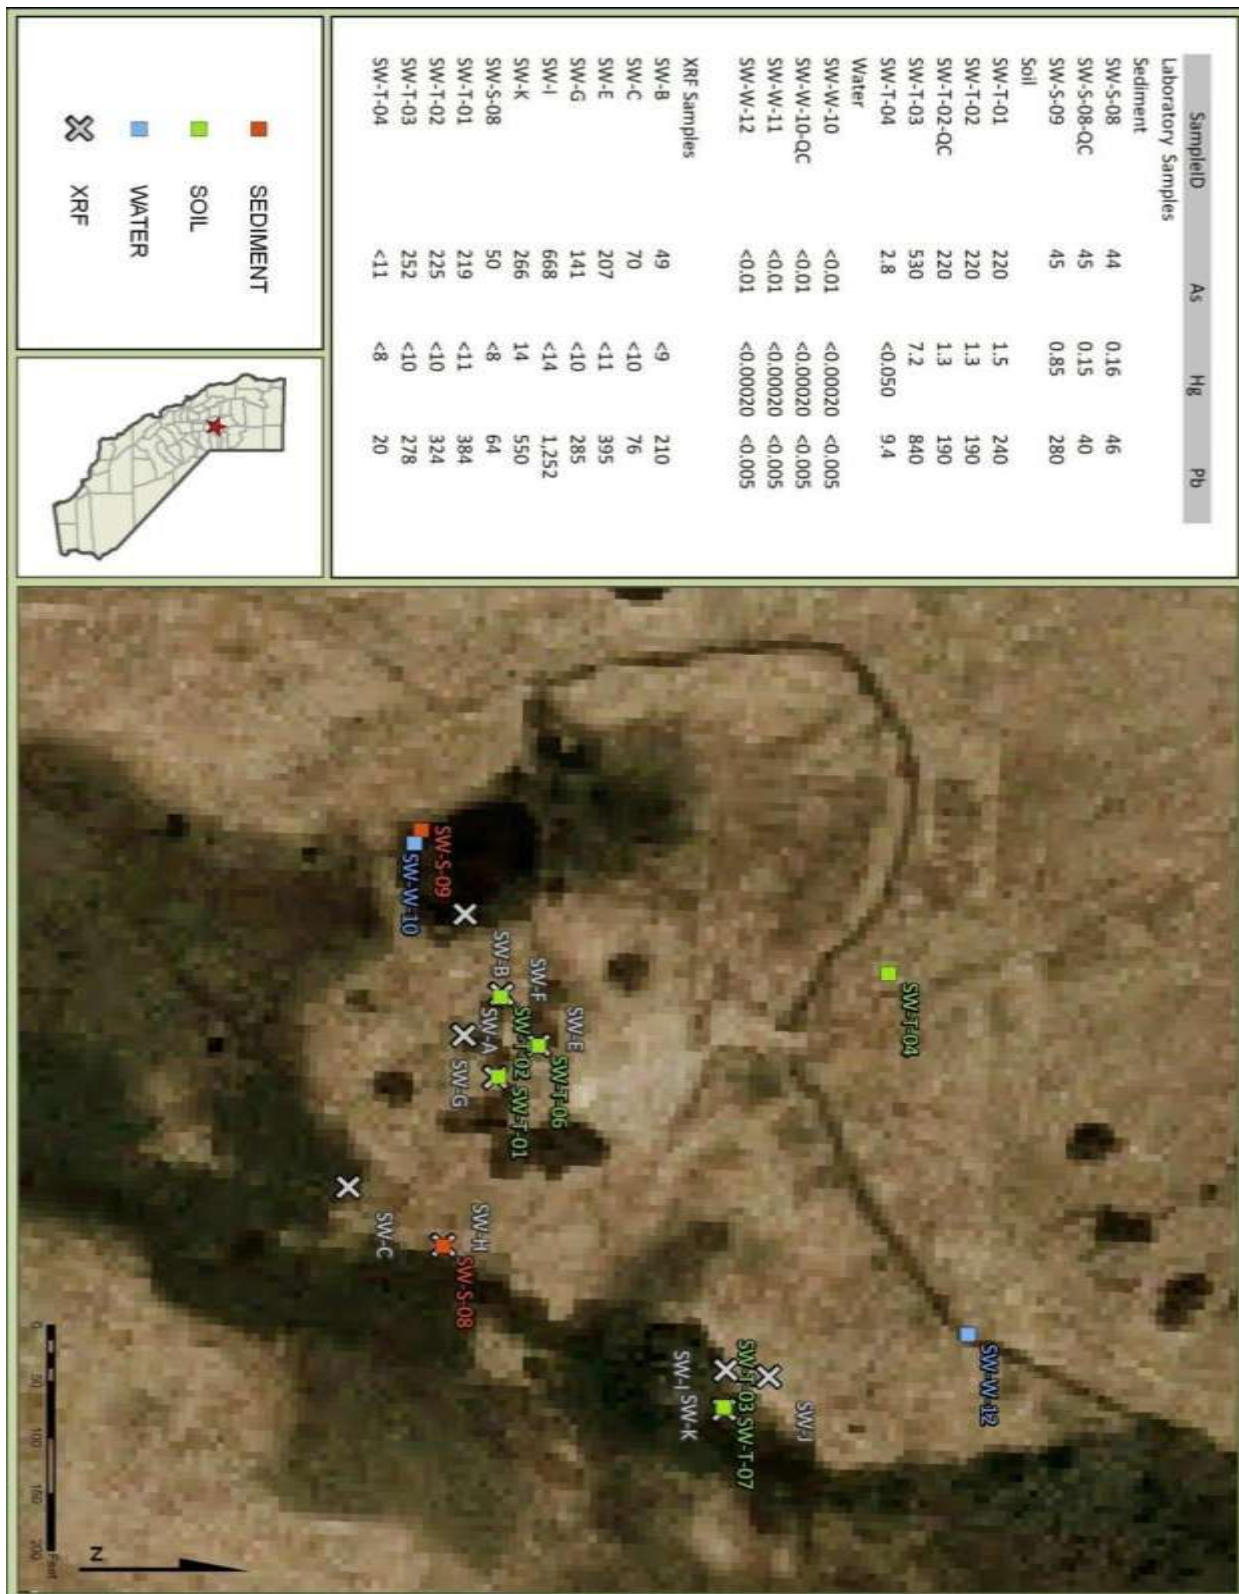 SampleID As Hg Pb
Laboratory Samples
Sediment
SW-S-08 44 0.16 46
SW-S-08-QC 45 0.15 40
SW-S-09 45 0.85 280
Soil
SW-T-01 220 1.5 240
SW-T-02 220 1.3 190
SW-T-02-QC 220 1.3 190
SW-T-03 530 7.2 840
SW-T-04 2.8 <0.050 9.4
Water
SW-W-10 <0.01 <0.00020 <0.005
SW-W-10-QC <0.01 <0.00020 <0.005
SW-W-11 <0.01 <0.00020 <0.005
SW-W-12 <0.01 <0.00020 <0.005
XRF Samples
SW-B 49 <9 210
SW-C 70 <10 76
SW-E 207 <11 395
SW-G 141 <10 285
SW-I 668 <14 1,252
SW-K 266 14 550
SW-S-08 50 <8 64
SW-T-01 219 <11 384
SW-T-02 225 <10 324
SW-T-03 252 <10 278
SW-T-04 <11 <8 20
SEDIMENT
SOIL
WATER
XRF
SW-W-12
SW-T-04
SW-J
SW-T-03 SW-T-07
SW-I SW-K
SW-E
SW-T-06
SW-F
SW-T-02 SW-T-01
SW-B
SW-A
SW-H
SW-G
SW-S-08
SW-S-09
SW-W-10
SW-C
N
0 50 100 150 200
Feet